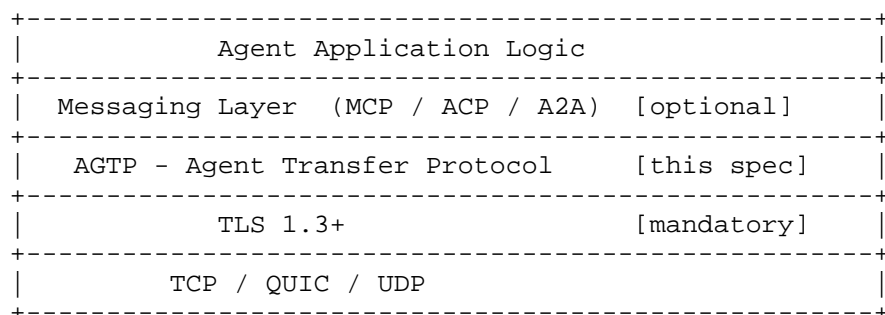 +-----------------------------------------------------+
|            Agent Application Logic                  |
+-----------------------------------------------------+
|  Messaging Layer  (MCP / ACP / A2A)  [optional]     |
+-----------------------------------------------------+
|   AGTP - Agent Transfer Protocol     [this spec]    |
+-----------------------------------------------------+
|            TLS 1.3+                  [mandatory]    |
+-----------------------------------------------------+
|         TCP / QUIC / UDP                            |
+-----------------------------------------------------+